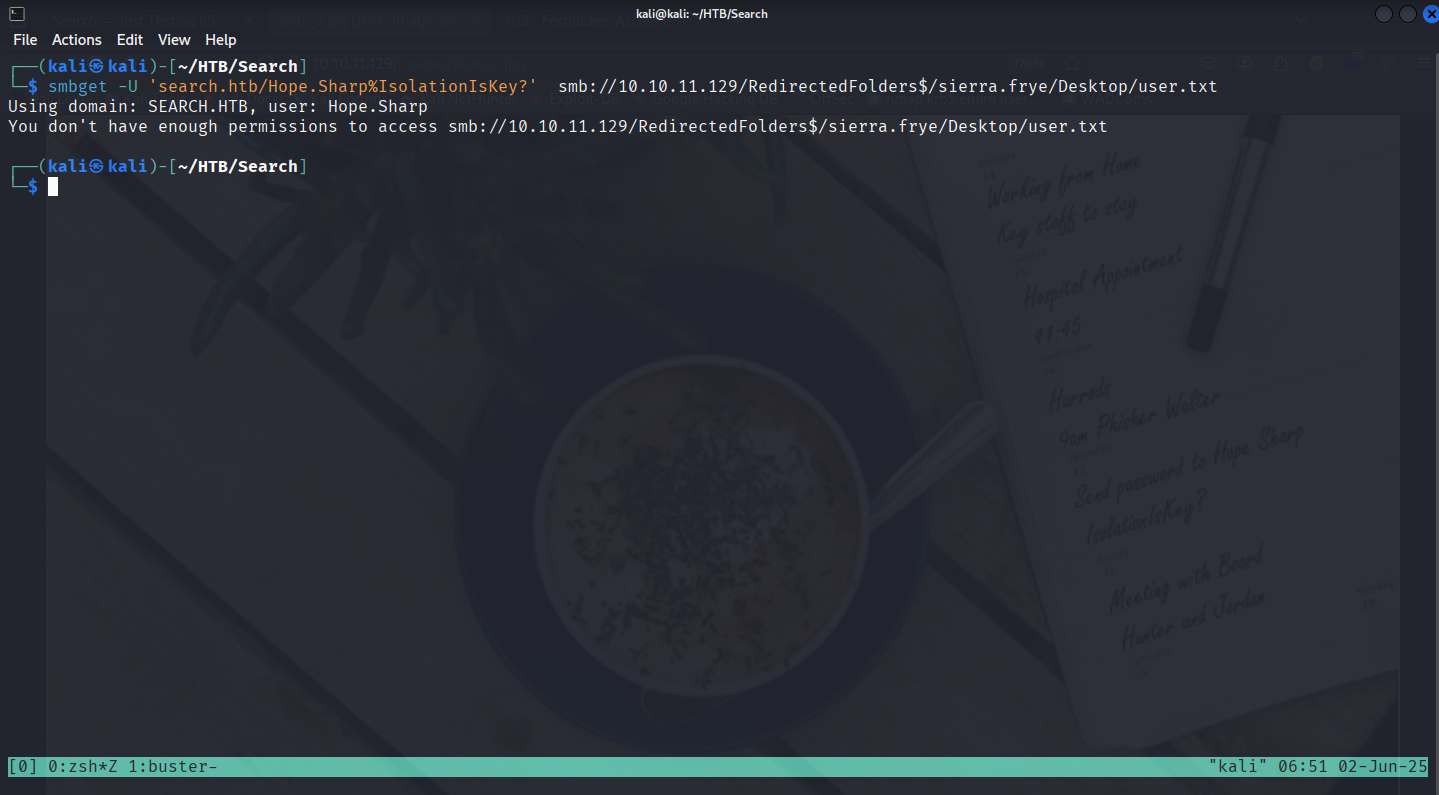 kali@kali: ~/HTB/Search
File Actions Edit View Help
┌──(kali㉿kali)-[~/HTB/Search]
└─$ smbget -U 'search.htb/Hope.Sharp%IsolationIsKey?'  smb://10.10.11.129/RedirectedFolders$/sierra.frye/Desktop/user.txt
Using domain: SEARCH.HTB, user: Hope.Sharp
You don't have enough permissions to access smb://10.10.11.129/RedirectedFolders$/sierra.frye/Desktop/user.txt
┌──(kali㉿kali)-[~/HTB/Search]
└─$
Working from Home
Key staff to stay
Hospital Appointment
11:45
Harrods
9am Phisher Walter
Send password to Hope Sharp
IsolationIsKey?
Meeting with Board
Hunter and Jordan
[0] 0:zsh*Z 1:buster- "kali" 06:51 02-Jun-25